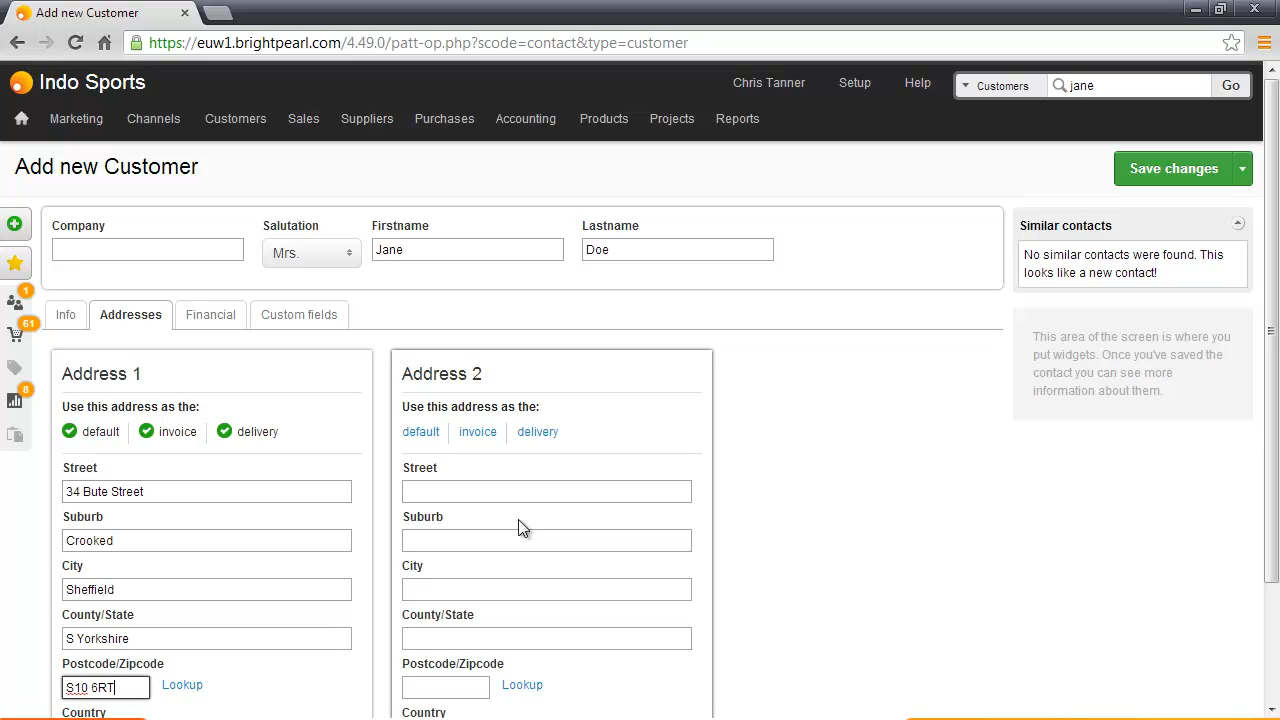 Add new Customer
https://euw1.brightpearl.com/4.49.0/patt-op.php?scode=contact&type=customer
Indo Sports
Chris Tanner Setup Help Customers jane Go
Marketing Channels Customers Sales Suppliers Purchases Accounting Products Projects Reports
Add new Customer
Save changes
Company Salutation Firstname Lastname
Mrs. Jane Doe
Similar contacts
No similar contacts were found. This
looks like a new contact!
1
61
8
Info Addresses Financial Custom fields
This area of the screen is where you
put widgets. Once you've saved the
contact you can see more
information about them.
Address 1
Use this address as the:
default invoice delivery
Street
34 Bute Street
Suburb
Crooked
City
Sheffield
County/State
S Yorkshire
Postcode/Zipcode
S10 6RT Lookup
Country
Address 2
Use this address as the:
default invoice delivery
Street
Suburb
City
County/State
Postcode/Zipcode
Lookup
Country